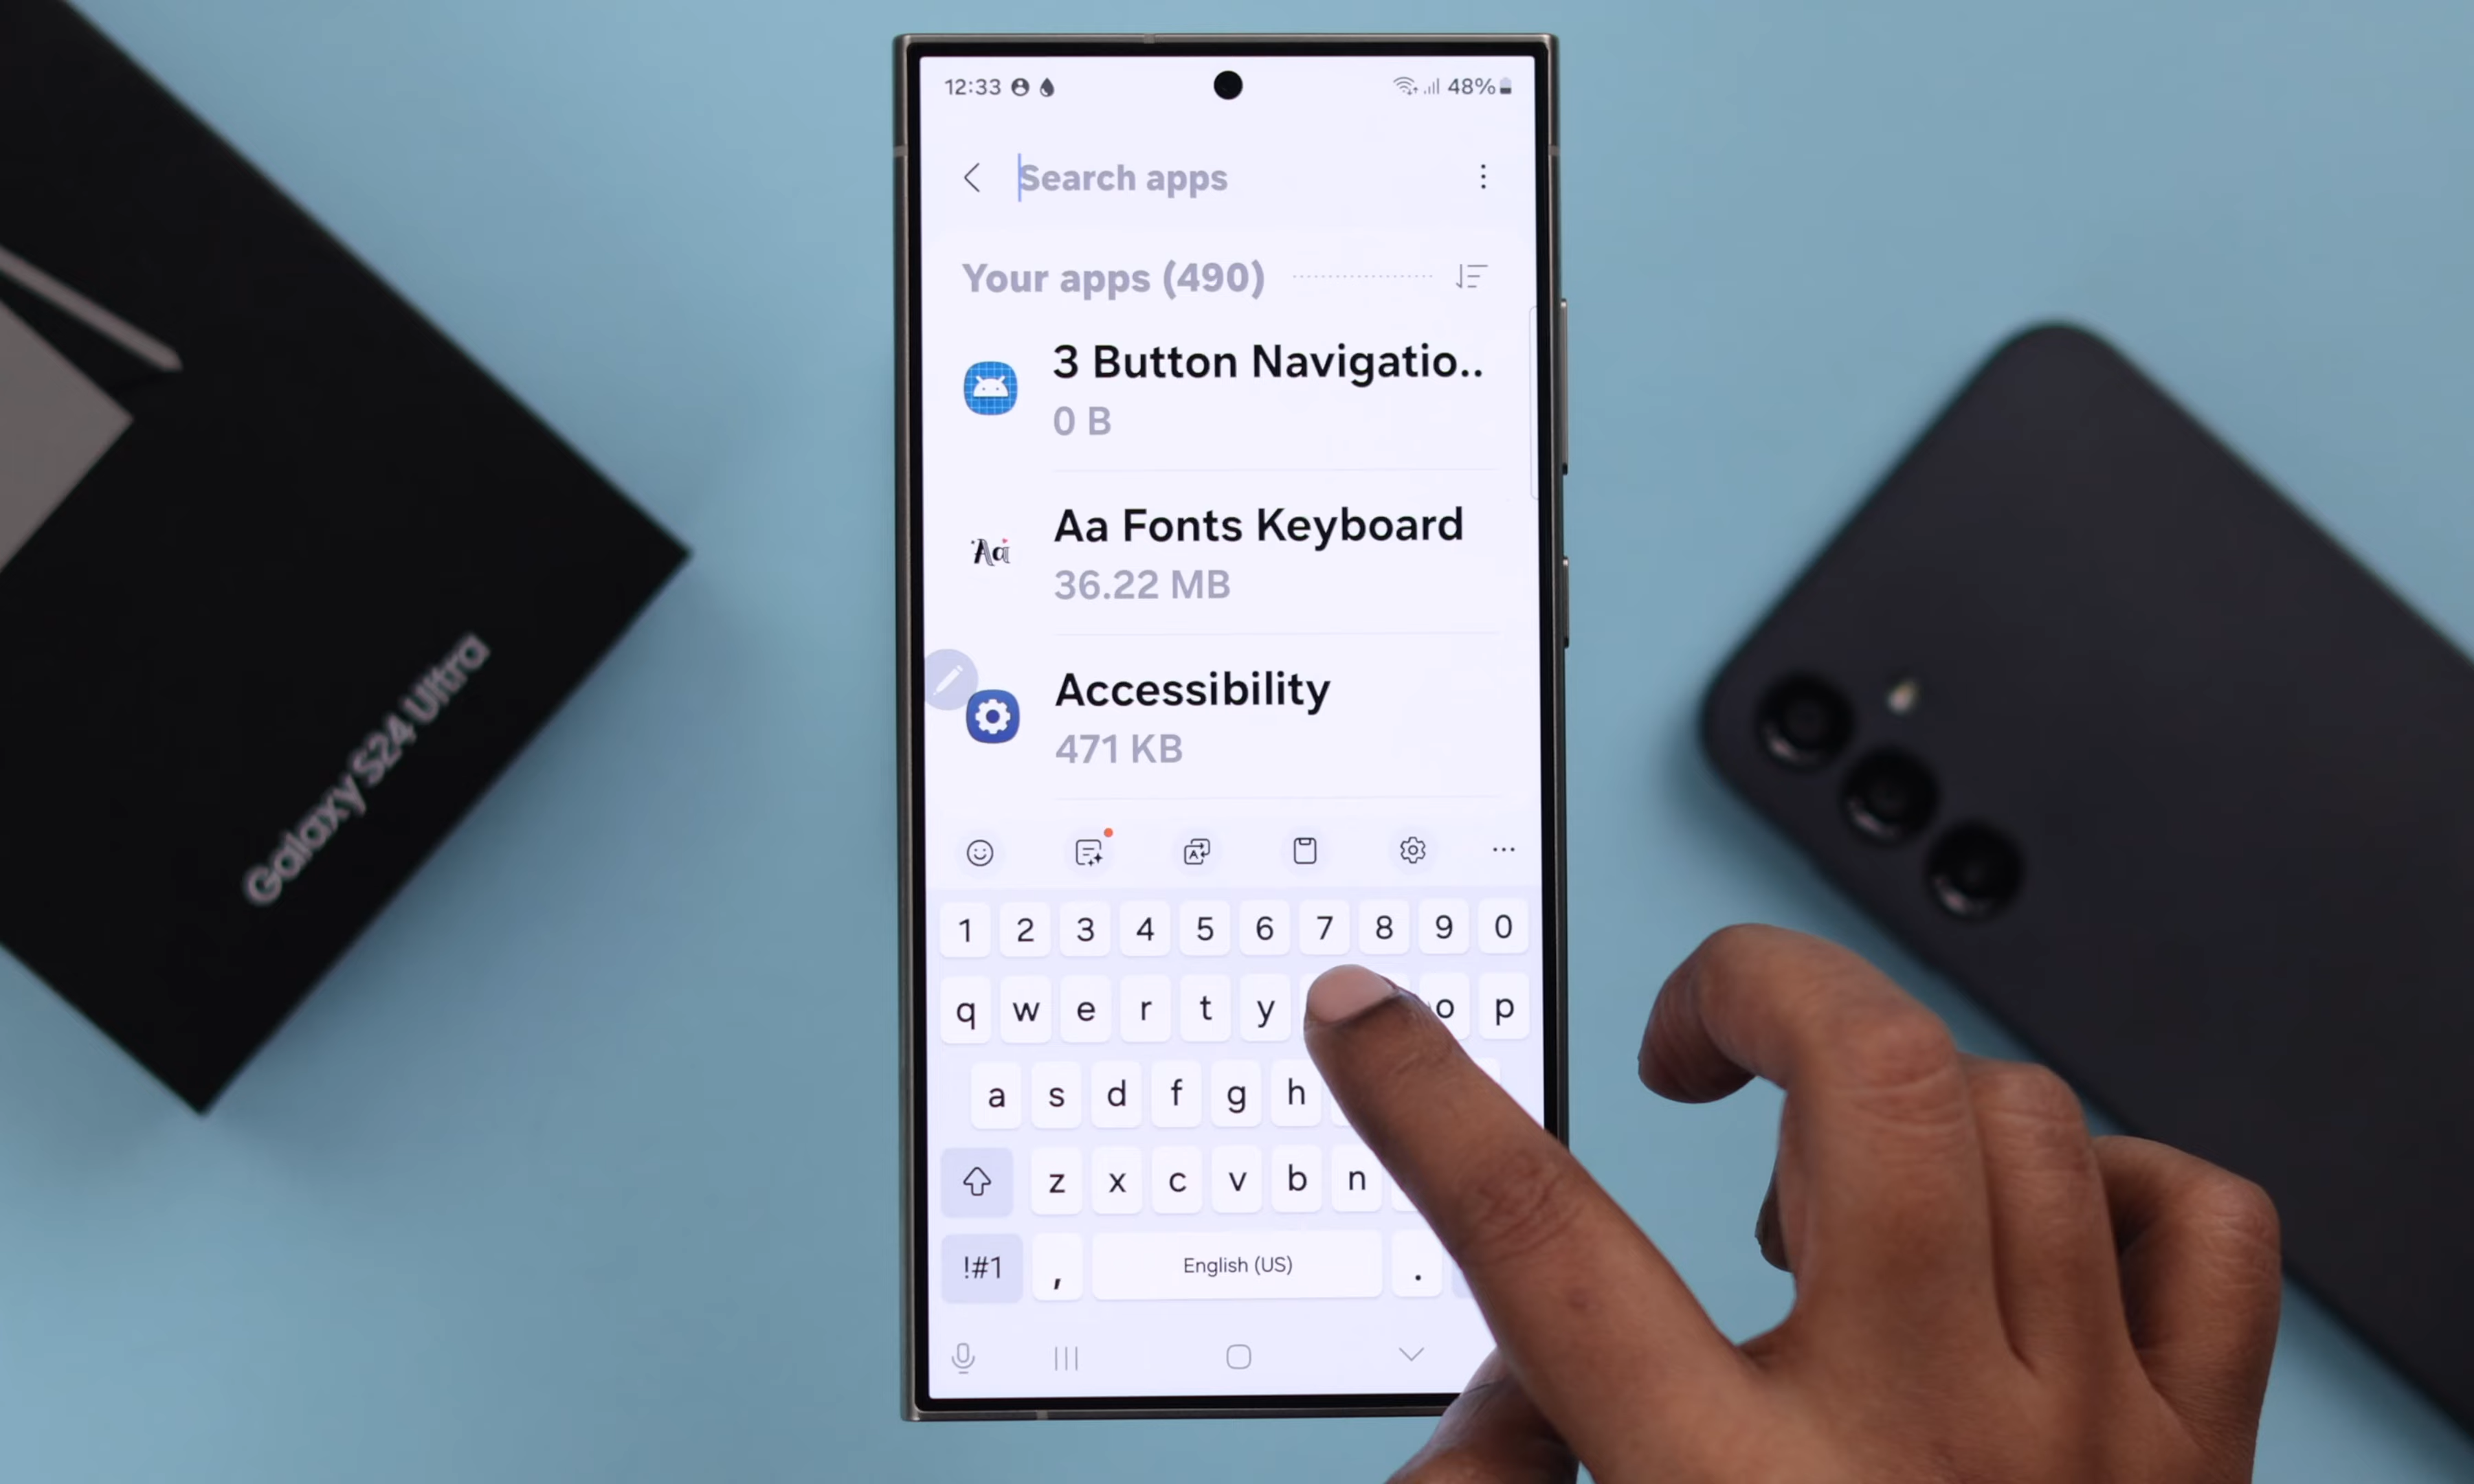 Galaxy S24 Ultra
12:33 48%
Search apps
Your apps (490)
3 Button Navigatio..
0 B
Aa
Aa Fonts Keyboard
36.22 MB
Accessibility
471 KB
1 2 3 4 5 6 7 8 9 0
q w e r t y o p
a s d f g h
z x c v b n
!#1 , English (US) .